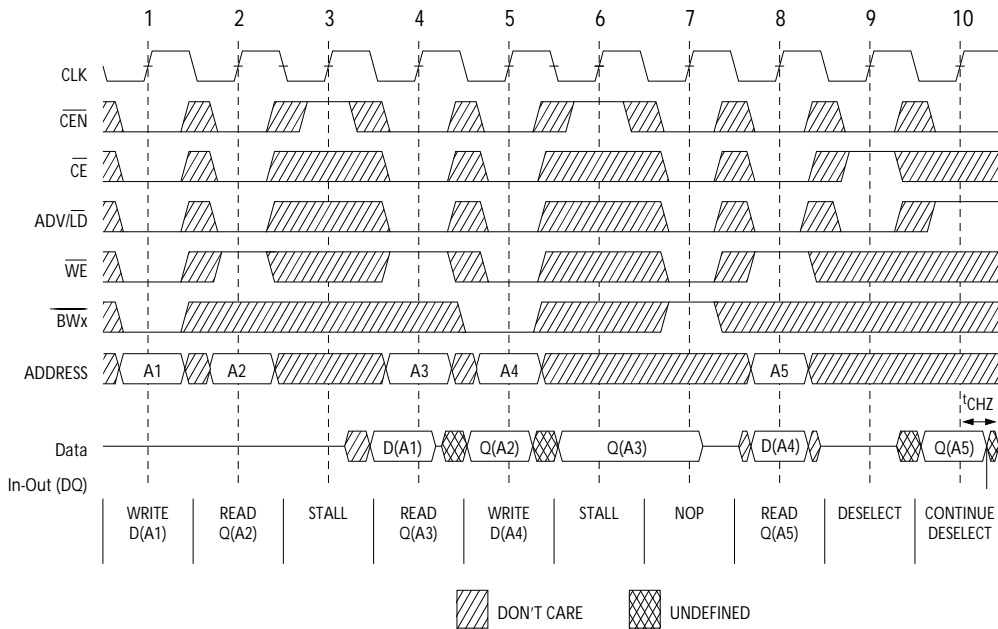 1 2 3 4 5 6 7 8 9 10
CLK
CEN
CE
ADV/LD
WE
BWx
ADDRESS A1 A2 A3 A4 A5
tCHZ
Data D(A1) Q(A2) Q(A3) D(A4) Q(A5)
In-Out (DQ)
WRITE READ STALL READ WRITE STALL NOP READ DESELECT CONTINUE
D(A1) Q(A2) Q(A3) D(A4) Q(A5) DESELECT
DON'T CARE UNDEFINED